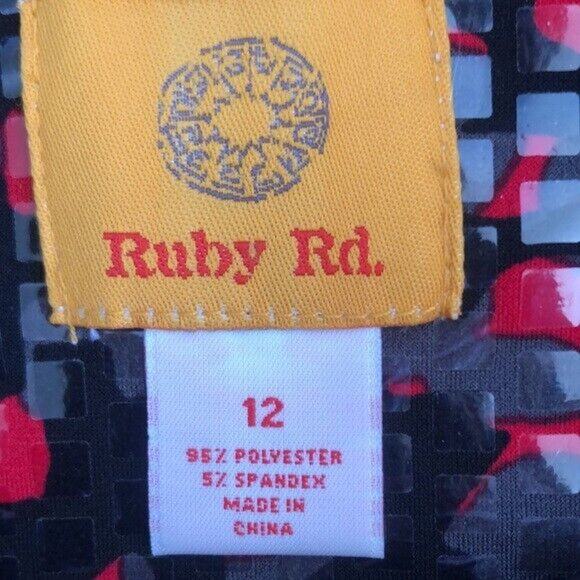 Ruby Rd.
12
95% POLYESTER
5% SPANDEX
MADE IN
CHINA